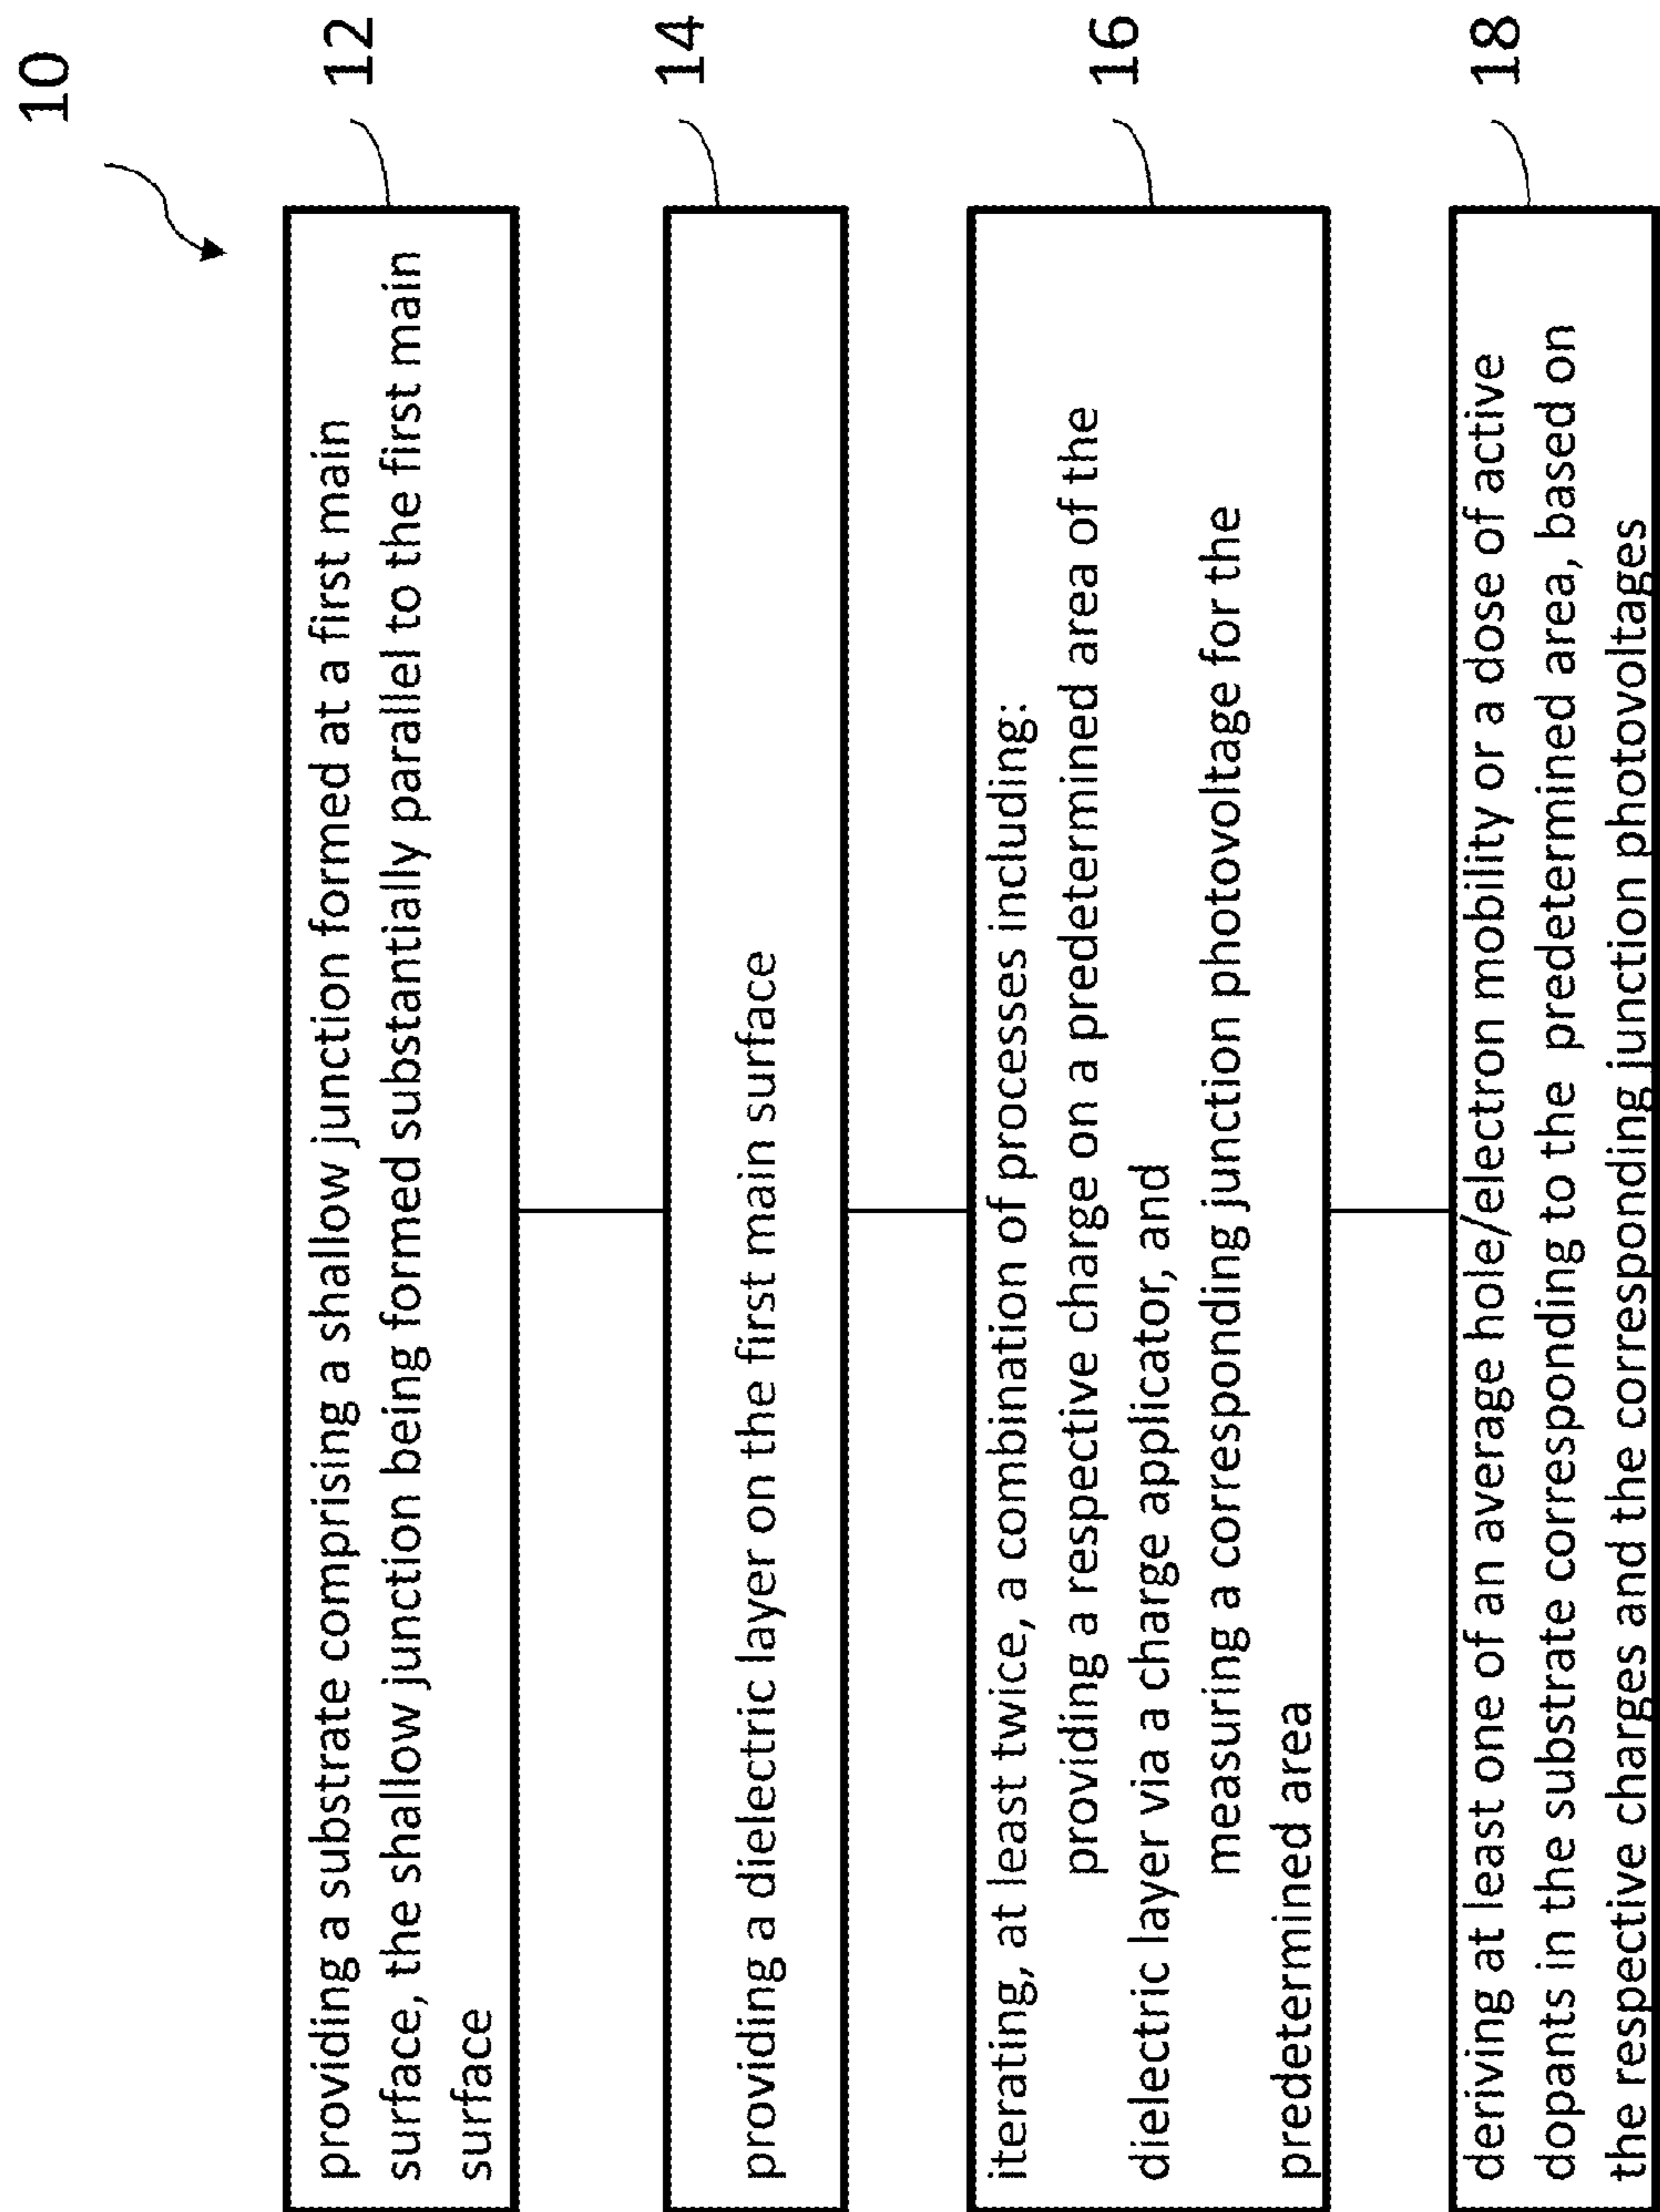 10
12
providing a substrate comprising a shallow junction formed at a first main
surface, the shallow junction being formed substantially parallel to the first main
surface
14
providing a dielectric layer on the first main surface
16
iterating, at least twice, a combination of processes including:
providing a respective charge on a predetermined area of the
dielectric layer via a charge applicator, and
measuring a corresponding junction photovoltage for the
predetermined area
18
deriving at least one of an average hole/electron mobility or a dose of active
dopants in the substrate corresponding to the predetermined area, based on
the respective charges and the corresponding junction photovoltages